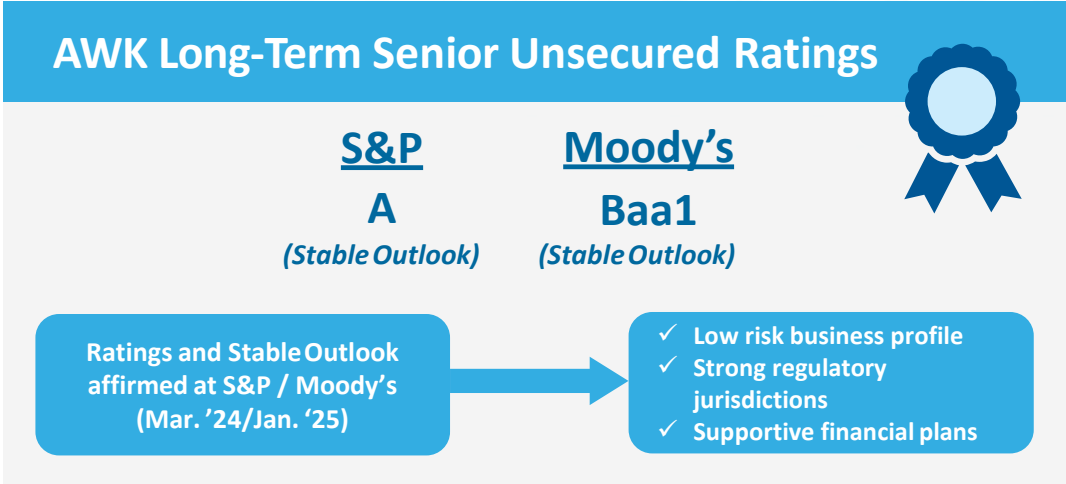 AWK Long-Term Senior Unsecured Ratings
S&P
Moody’s
A
Baa1
(Stable Outlook)
(Stable Outlook)
Ratings and Stable Outlook
affirmed at S&P / Moody’s
(Mar. ’24/Jan. ‘25)
✓ Low risk business profile
✓ Strong regulatory
jurisdictions
✓ Supportive financial plans